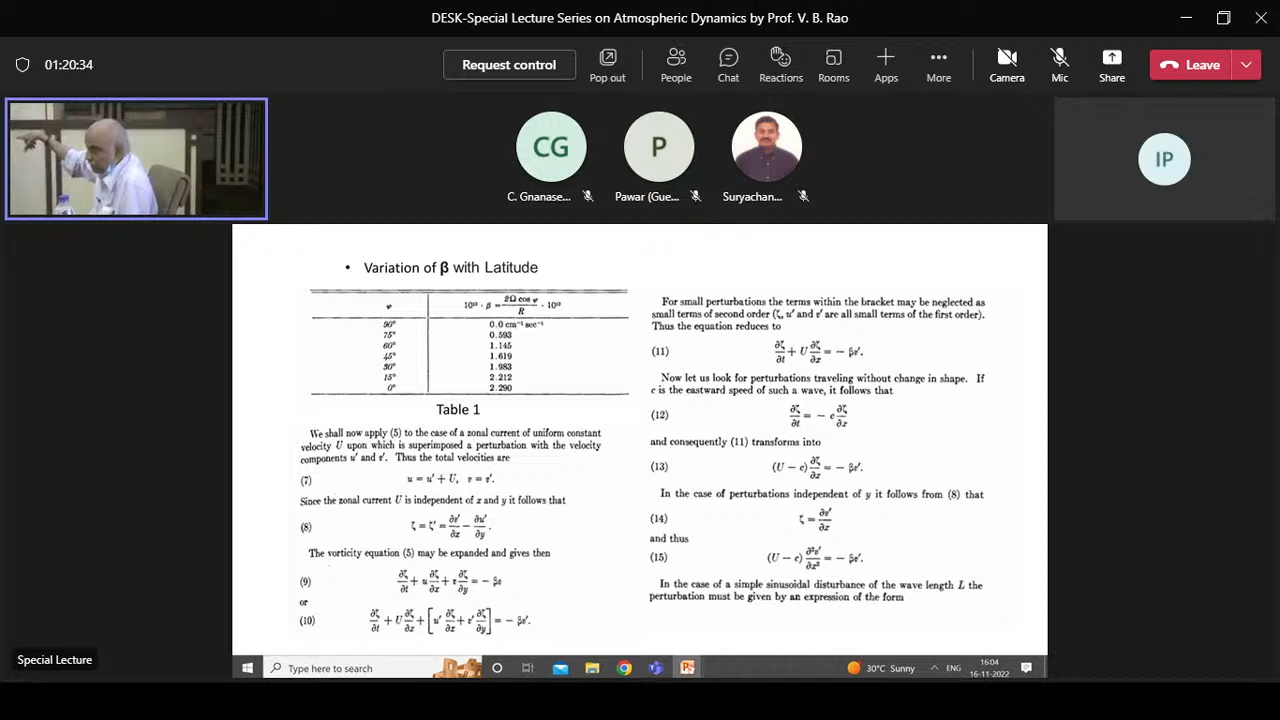 DESK-Special Lecture Series on Atmospheric Dynamics by Prof. V. B. Rao
01:20:34
Request control
Pop out
People
Chat
Reactions
Rooms
Apps
More
Camera
Mic
Share
Leave
CG
P
IP
C. Gnanase...
Pawar (Gue...
Suryachan...
• Variation of β with Latitude
φ 10¹³ · β = 2Ω cos φ / R · 10¹³
90° 0.0 cm⁻¹ sec⁻¹
75° 0.593
60° 1.145
45° 1.619
30° 1.983
15° 2.212
0° 2.290
Table 1
We shall now apply (5) to the case of a zonal current of uniform constant
velocity U upon which is superimposed a perturbation with the velocity
components u′ and v′. Thus the total velocities are
(7) u = u′ + U, v = v′.
Since the zonal current U is independent of x and y it follows that
(8) ζ = ζ′ = ∂v′/∂x − ∂u′/∂y.
The vorticity equation (5) may be expanded and gives then
(9) ∂ζ/∂t + u ∂ζ/∂x + v ∂ζ/∂y = − βv
or
(10) ∂ζ/∂t + U ∂ζ/∂x + [u′ ∂ζ/∂x + v′ ∂ζ/∂y] = − βv′.
For small perturbations the terms within the bracket may be neglected as
small terms of second order (ζ, u′ and v′ are all small terms of the first order).
Thus the equation reduces to
(11) ∂ζ/∂t + U ∂ζ/∂x = − βv′.
Now let us look for perturbations traveling without change in shape. If
c is the eastward speed of such a wave, it follows that
(12) ∂ζ/∂t = − c ∂ζ/∂x
and consequently (11) transforms into
(13) (U − c) ∂ζ/∂x = − βv′.
In the case of perturbations independent of y it follows from (8) that
(14) ζ = ∂v′/∂x
and thus
(15) (U − c) ∂²v′/∂x² = − βv′.
In the case of a simple sinusoidal disturbance of the wave length L the
perturbation must be given by an expression of the form
Special Lecture
Type here to search
30°C Sunny
ENG
16:04
16-11-2022